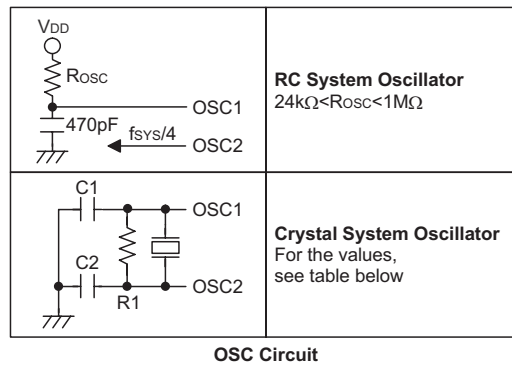 VDD
ROSC
470pF
OSC1
fSYS/4
OSC2
RC System Oscillator
24kΩ<ROSC<1MΩ
C1
OSC1
C2
R1
OSC2
Crystal System Oscillator
For the values,
see table below
OSC Circuit